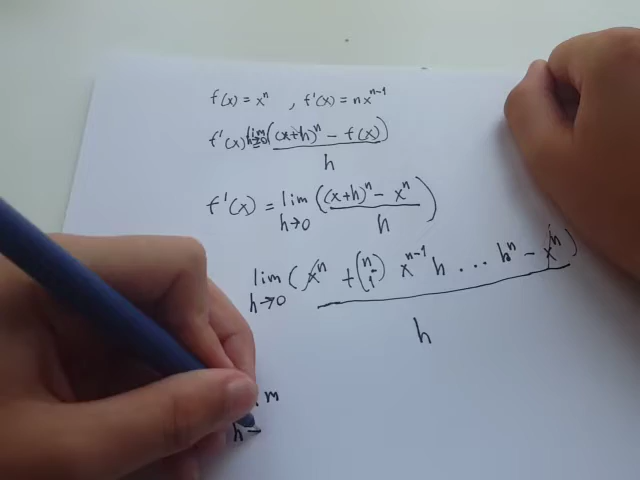 f(x) = xⁿ , f'(x) = nxⁿ⁻¹
f'(x) lim h→0 ((x+h)ⁿ − f(x)) / h
f'(x) = lim h→0 ((x+h)ⁿ − xⁿ / h)
lim h→0 (xⁿ + (n 1) xⁿ⁻¹ h ... hⁿ − xⁿ) / h
h